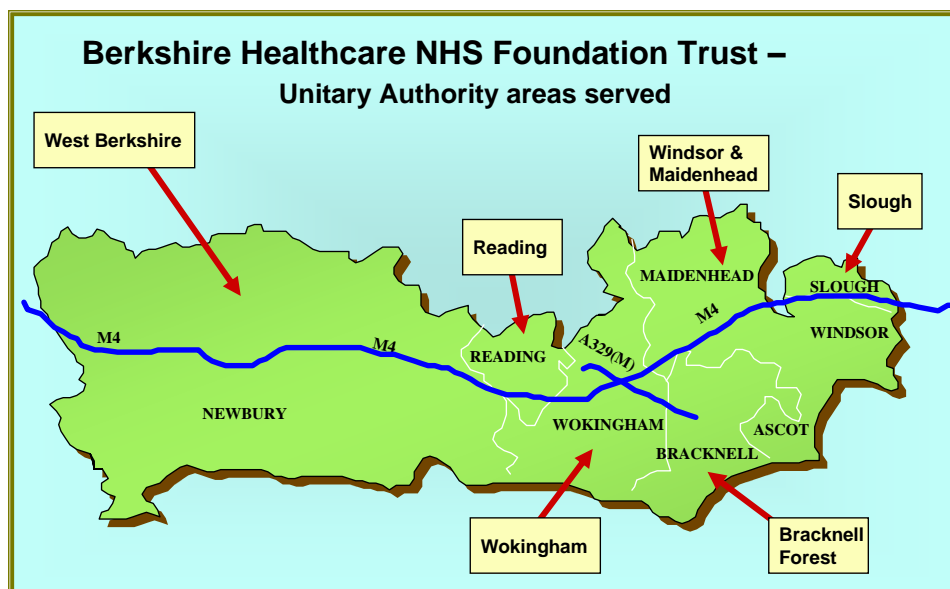 Berkshire Healthcare NHS Foundation Trust –
Unitary Authority areas served
West Berkshire
Windsor &
Maidenhead
Slough
Reading
MAIDENHEAD
SLOUGH
M4
WINDSOR
M4
M4
A329(M)
READING
NEWBURY
WOKINGHAM
ASCOT
BRACKNELL
Wokingham
Bracknell
Forest